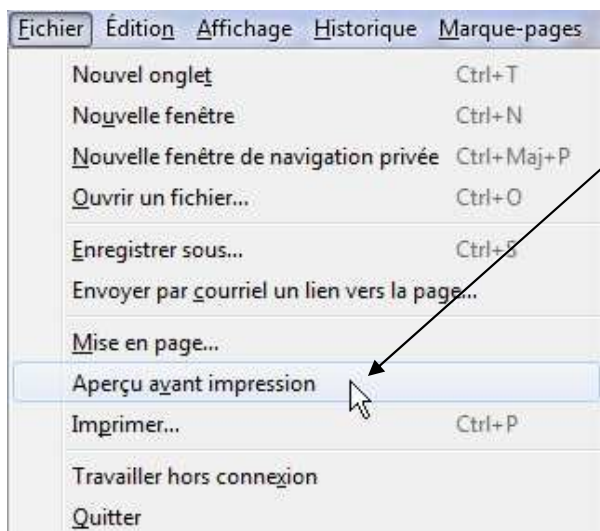 Fichier Édition Affichage Historique Marque-pages
Nouvel onglet Ctrl+T
Nouvelle fenêtre Ctrl+N
Nouvelle fenêtre de navigation privée Ctrl+Maj+P
Ouvrir un fichier... Ctrl+O
Enregistrer sous... Ctrl+S
Envoyer par courriel un lien vers la page...
Mise en page...
Aperçu avant impression
Imprimer... Ctrl+P
Travailler hors connexion
Quitter